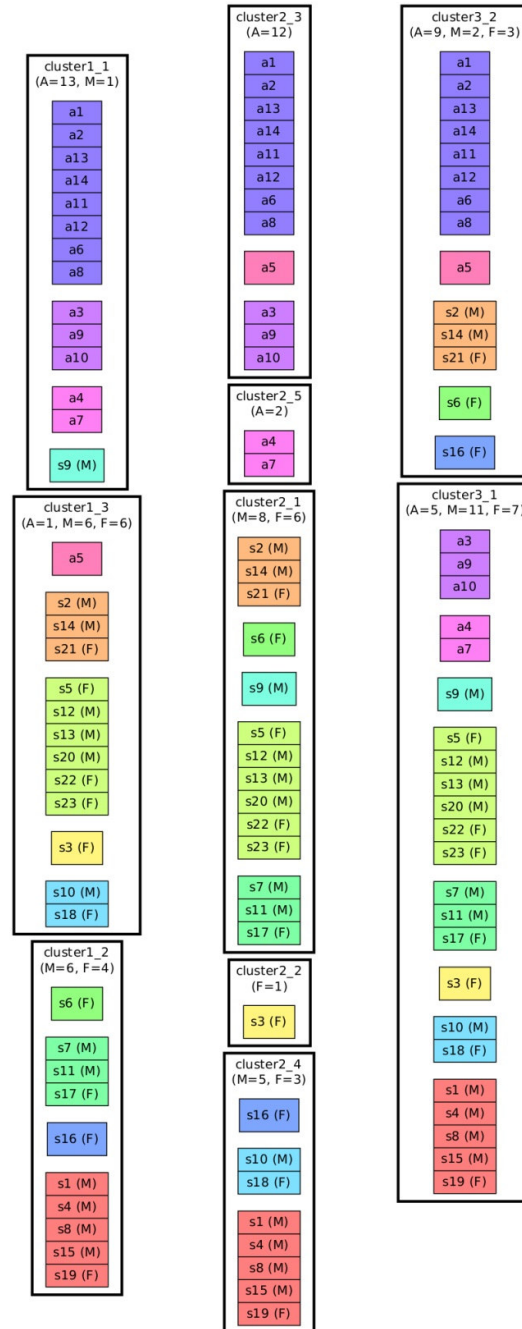 cluster1_1
(A=13, M=1)
a1
a2
a13
a14
a11
a12
a6
a8
a3
a9
a10
a4
a7
s9 (M)
cluster1_3
(A=1, M=6, F=6)
a5
s2 (M)
s14 (M)
s21 (F)
s5 (F)
s12 (M)
s13 (M)
s20 (M)
s22 (F)
s23 (F)
s3 (F)
s10 (M)
s18 (F)
cluster1_2
(M=6, F=4)
s6 (F)
s7 (M)
s11 (M)
s17 (F)
s16 (F)
s1 (M)
s4 (M)
s8 (M)
s15 (M)
s19 (F)
cluster2_3
(A=12)
a1
a2
a13
a14
a11
a12
a6
a8
a5
a3
a9
a10
cluster2_5
(A=2)
a4
a7
cluster2_1
(M=8, F=6)
s2 (M)
s14 (M)
s21 (F)
s6 (F)
s9 (M)
s5 (F)
s12 (M)
s13 (M)
s20 (M)
s22 (F)
s23 (F)
s7 (M)
s11 (M)
s17 (F)
cluster2_2
(F=1)
s3 (F)
cluster2_4
(M=5, F=3)
s16 (F)
s10 (M)
s18 (F)
s1 (M)
s4 (M)
s8 (M)
s15 (M)
s19 (F)
cluster3_2
(A=9, M=2, F=3)
a1
a2
a13
a14
a11
a12
a6
a8
a5
s2 (M)
s14 (M)
s21 (F)
s6 (F)
s16 (F)
cluster3_1
(A=5, M=11, F=7)
a3
a9
a10
a4
a7
s9 (M)
s5 (F)
s12 (M)
s13 (M)
s20 (M)
s22 (F)
s23 (F)
s7 (M)
s11 (M)
s17 (F)
s3 (F)
s10 (M)
s18 (F)
s1 (M)
s4 (M)
s8 (M)
s15 (M)
s19 (F)